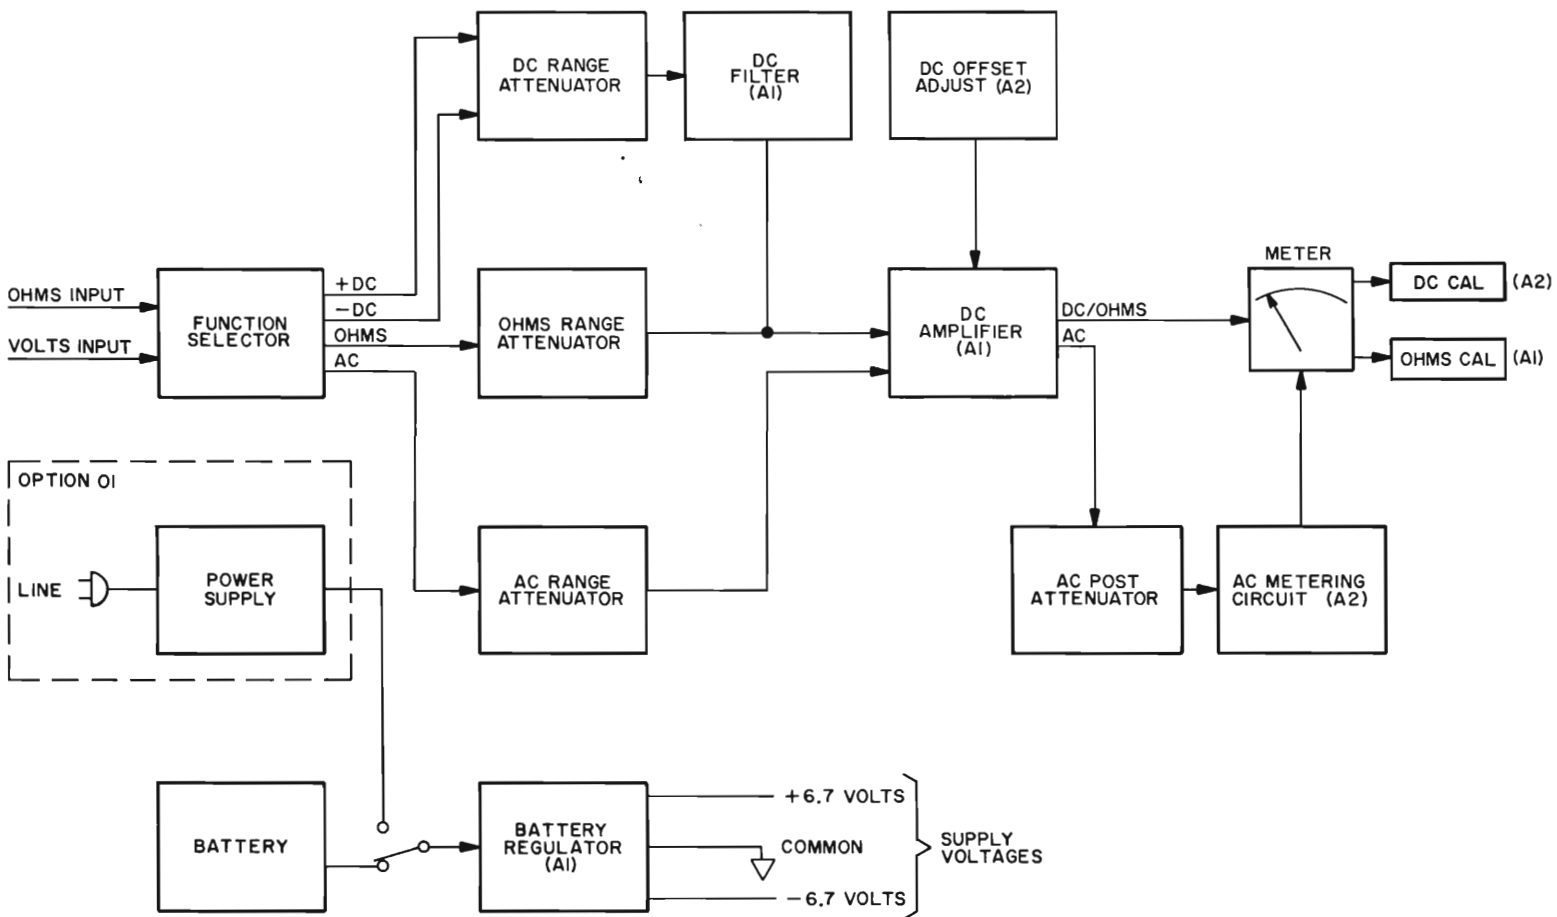 DC RANGE
ATTENUATOR
DC
FILTER
(A1)
DC OFFSET
ADJUST (A2)
OHMS INPUT
VOLTS INPUT
FUNCTION
SELECTOR
+DC
-DC
OHMS
AC
OHMS RANGE
ATTENUATOR
DC
AMPLIFIER
(A1)
DC/OHMS
AC
METER
DC CAL
(A2)
OHMS CAL
(A1)
OPTION 01
LINE
POWER
SUPPLY
AC RANGE
ATTENUATOR
AC POST
ATTENUATOR
AC METERING
CIRCUIT (A2)
BATTERY
BATTERY
REGULATOR
(A1)
+6.7 VOLTS
COMMON
-6.7 VOLTS
SUPPLY
VOLTAGES